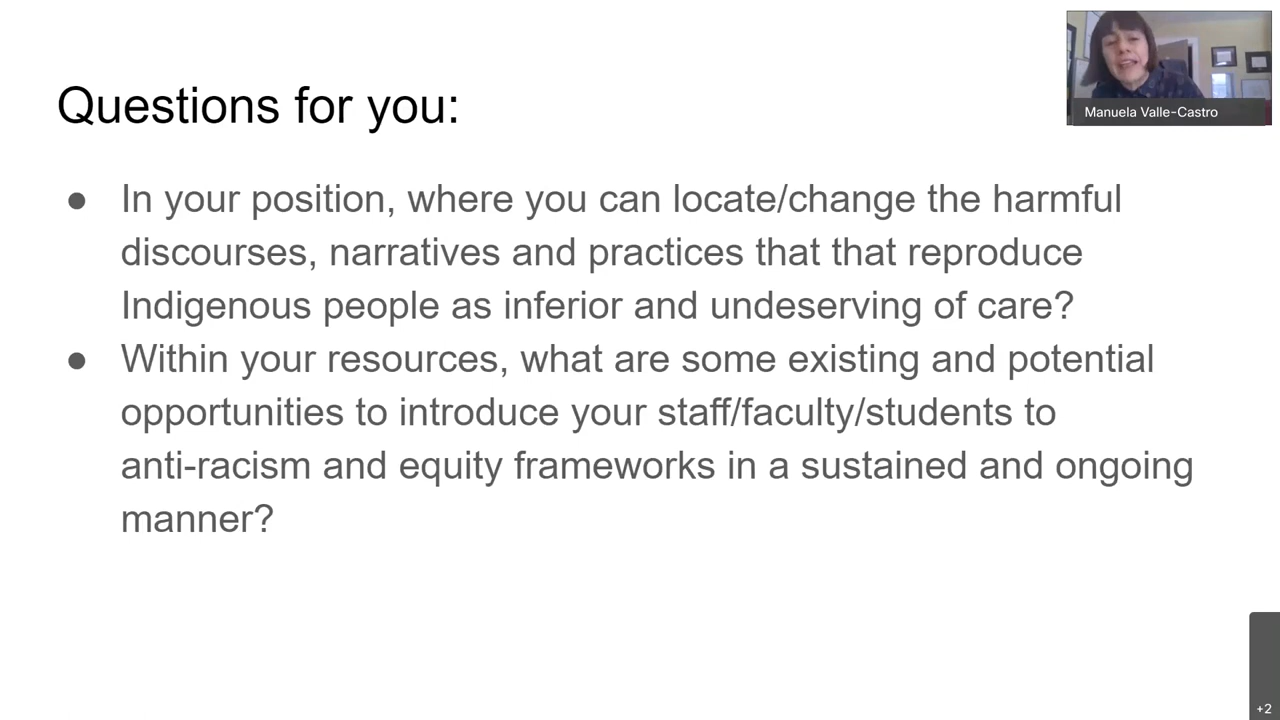 Questions for you:
Manuela Valle-Castro
● In your position, where you can locate/change the harmful
discourses, narratives and practices that that reproduce
Indigenous people as inferior and undeserving of care?
● Within your resources, what are some existing and potential
opportunities to introduce your staff/faculty/students to
anti-racism and equity frameworks in a sustained and ongoing
manner?
+2